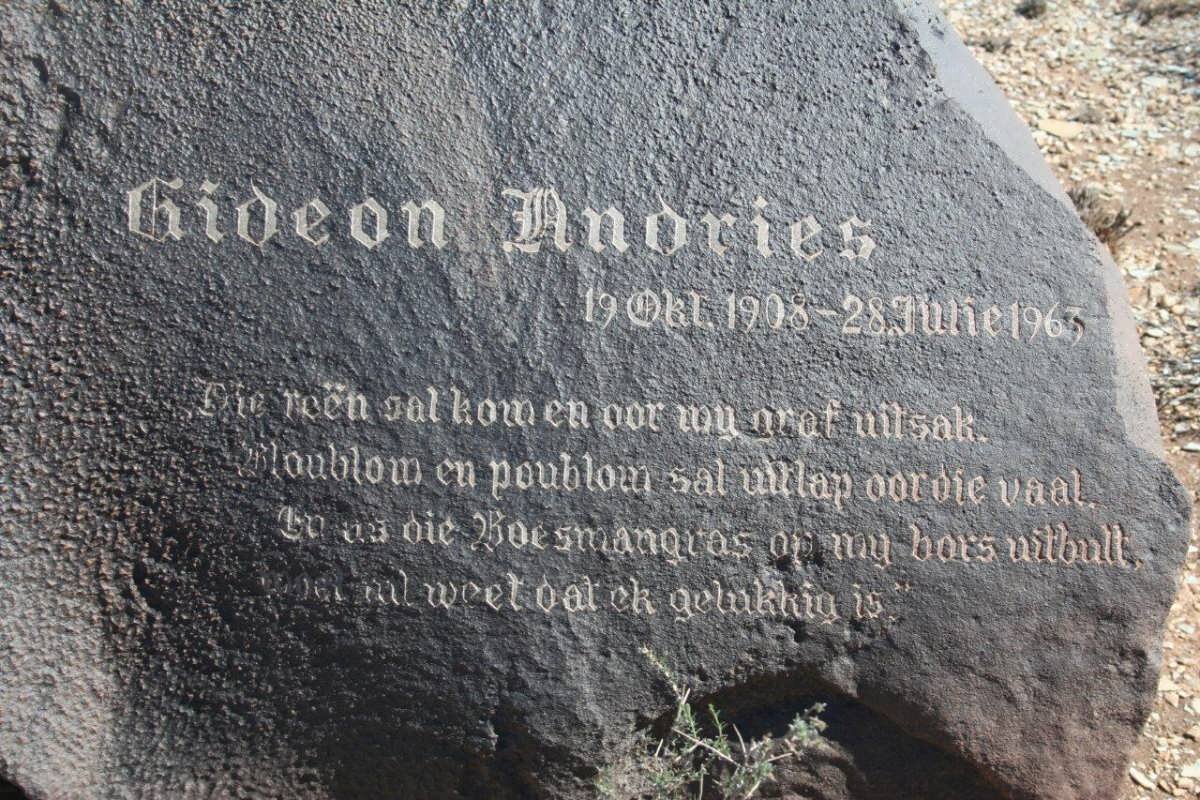 Gideon Andries
19 Okt. 1908-28 Julie 1963
„Die reën sal kom en oor my graf uitsak.
Bloublom en poublom sal uitlap oor die vaal.
En as die Boesmangras op my bors uitbult,
moet jul weet dat ek gelukkig is.”